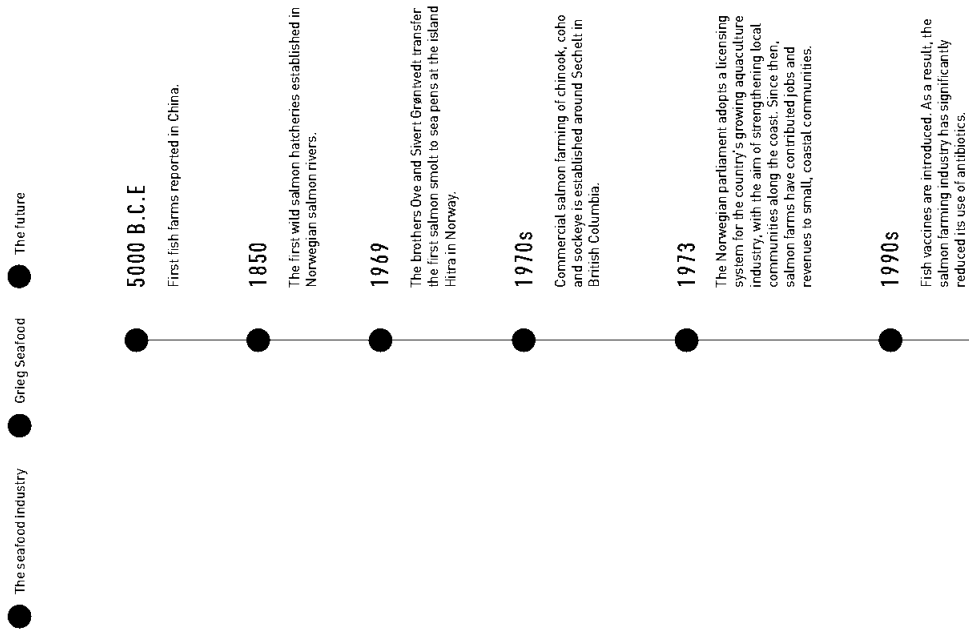 The seafood industry
Grieg Seafood
The future
5000 B.C.E
First fish farms reported in China.
1850
The first wild salmon hatcheries established in
Norwegian salmon rivers.
1969
The brothers Ove and Sivert Grøntvedt transfer
the first salmon smolt to sea pens at the island
Hitra in Norway.
1970s
Commercial salmon farming of chinook, coho
and sockeye is established around Sechelt in
British Columbia.
1973
The Norwegian parliament adopts a licensing
system for the country's growing aquaculture
industry, with the aim of strengthening local
communities along the coast. Since then,
salmon farms have contributed jobs and
revenues to small, coastal communities.
1990s
Fish vaccines are introduced. As a result, the
salmon farming industry has significantly
reduced its use of antibiotics.